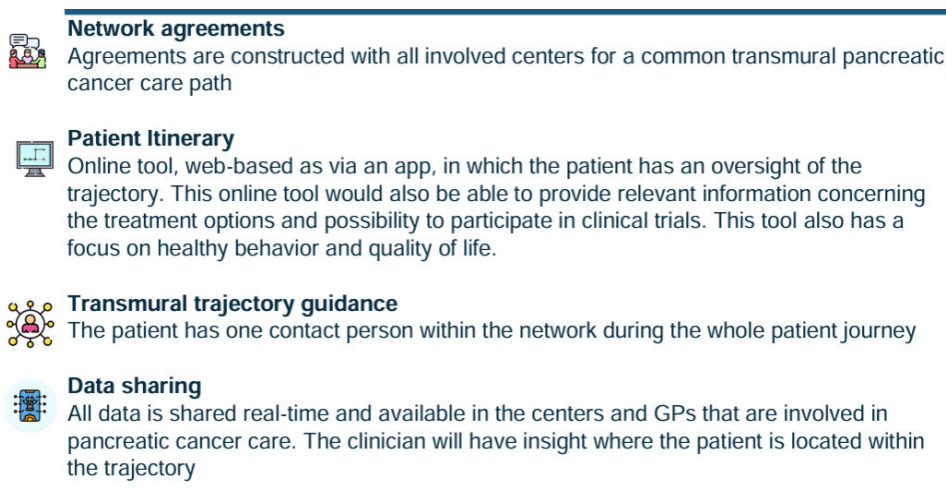 Network agreements
Agreements are constructed with all involved centers for a common transmural pancreatic
cancer care path
Patient Itinerary
Online tool, web-based as via an app, in which the patient has an oversight of the
trajectory. This online tool would also be able to provide relevant information concerning
the treatment options and possibility to participate in clinical trials. This tool also has a
focus on healthy behavior and quality of life.
Transmural trajectory guidance
The patient has one contact person within the network during the whole patient journey
Data sharing
All data is shared real-time and available in the centers and GPs that are involved in
pancreatic cancer care. The clinician will have insight where the patient is located within
the trajectory